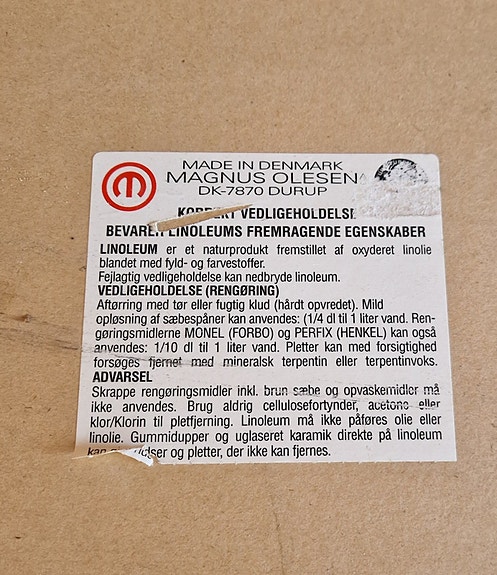 MADE IN DENMARK
MAGNUS OLESEN
DK-7870 DURUP
KORREKT VEDLIGEHOLDELSE
BEVARER LINOLEUMS FREMRAGENDE EGENSKABER
LINOLEUM er et naturprodukt fremstillet af oxyderet linolie
blandet med fyld- og farvestoffer.
Fejlagtig vedligeholdelse kan nedbryde linoleum.
VEDLIGEHOLDELSE (RENGØRING)
Aftørring med tør eller fugtig klud (hårdt opvredet). Mild
opløsning af sæbespåner kan anvendes: (1/4 dl til 1 liter vand. Ren-
gøringsmidlerne MONEL (FORBO) og PERFIX (HENKEL) kan også
anvendes: 1/10 dl til 1 liter vand. Pletter kan med forsigtighed
forsøges fjernet med mineralsk terpentin eller terpentinvoks.
ADVARSEL
Skrappe rengøringsmidler inkl. brun sæbe og opvaskemidler må
ikke anvendes. Brug aldrig cellulosefortynder, acetone eller
klor/Klorin til pletfjerning. Linoleum må ikke påføres olie eller
linolie. Gummidupper og uglaseret karamik direkte på linoleum
kan og pletter, der ikke kan fjernes.